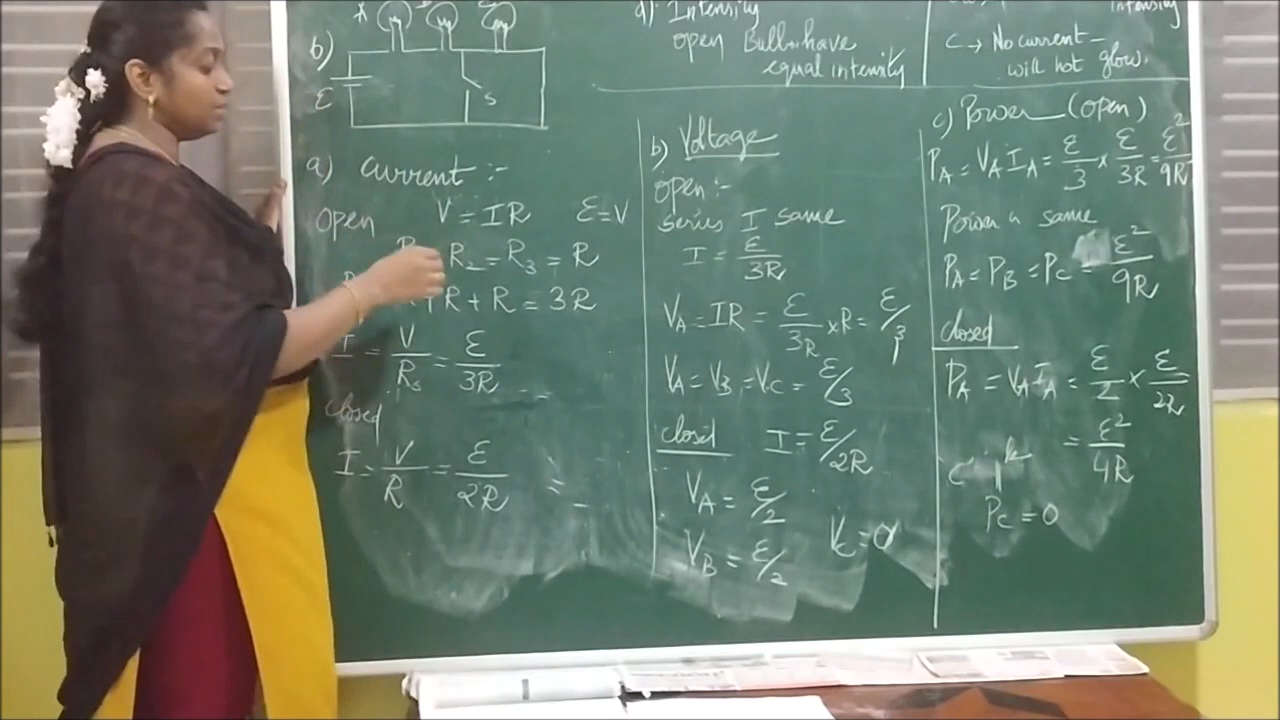 b)
ε
S
a) Current :-
Open V = IR ε=V
R₂ = R₃ = R
+ R + R = 3R
I = V/Rs = ε/3R
closed
I = V/R = ε/2R
d). Intensity
open Bulbs have
equal intensity
b) Voltage
open :-
series I same
I = ε/3R
VA = IR = ε/3R × R = ε/3
VA = VB = VC = ε/3
closed I = ε/2R
VA = ε/2
VB = ε/2 VC = 0
Intensity
C → No current
will not glow.
c) Power (open)
PA = VA IA = ε/3 × ε/3R = ε²/9R
Power same
PA = PB = PC = ε²/9R
closed
PA = VA IA = ε/2 × ε/2R
= ε²/4R
PC = 0